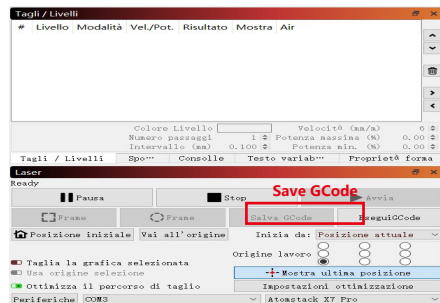 Tagli / Livelli
# Livello Modalità Vel./Pot. Risultato Mostra Air
Colore Livello Velocità (mm/m) 6
Numero passaggi 1 Potenza massima (%) 0.00
Intervallo (mm) 0.100 Potenza min. (%) 0.00
Tagli / Livelli Spo··· Consolle Testo variab··· Proprietà forma
Laser
Ready
Pausa Stop Avvia
Save GCode
Frame Frame Salva GCode EseguiGCode
Posizione iniziale Vai all'origine Inizia da: Posizione attuale
Origine lavoro
Taglia la grafica selezionata
Usa origine selezione Mostra ultima posizione
Ottimizza il percorso di taglio Impostazioni ottimizzazione
Periferiche COM3 Atomstack X7 Pro